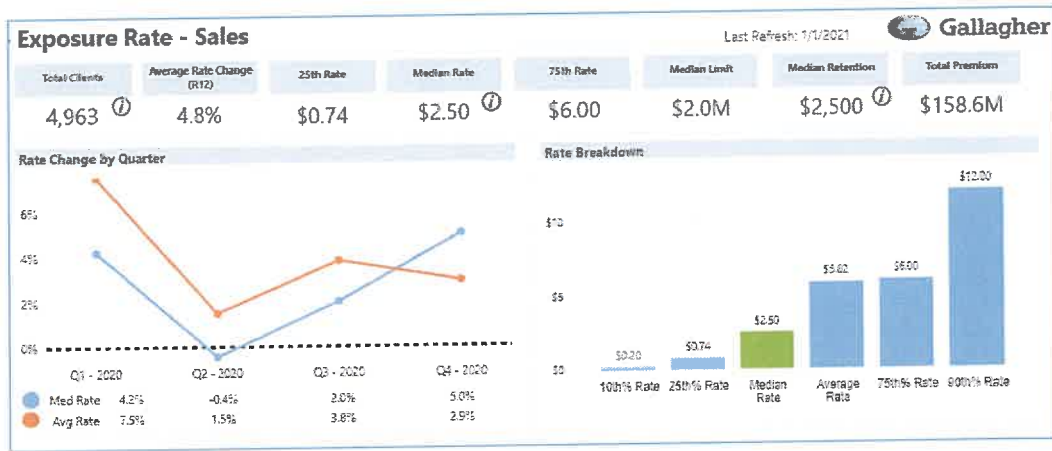 Exposure Rate - Sales
Last Refresh: 1/1/2021
Gallagher
Total Clients
Average Rate Change (R12)
25th Rate
Median Rate
75th Rate
Median Limit
Median Retention
Total Premium
4,963
4.8%
$0.74
$2.50
$6.00
$2.0M
$2,500
$158.6M
Rate Change by Quarter
6%
4%
2%
0%
Q1 - 2020
Q2 - 2020
Q3 - 2020
Q4 - 2020
Med Rate 4.2% -0.4% 2.0% 5.0%
Avg Rate 7.5% 1.5% 3.8% 2.9%
Rate Breakdown
$10
$5
$0
$0.20
$0.74
$2.50
$5.82
$6.00
$12.00
10th% Rate
25th% Rate
Median Rate
Average Rate
75th% Rate
90th% Rate